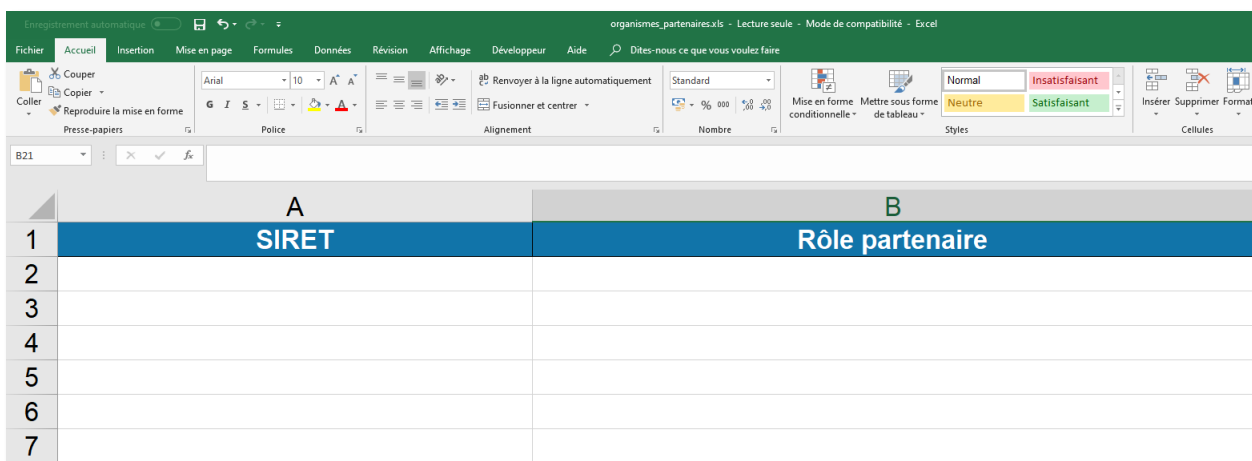 Enregistrement automatique organismes_partenaires.xls - Lecture seule - Mode de compatibilité - Excel
Fichier Accueil Insertion Mise en page Formules Données Révision Affichage Développeur Aide Dites-nous ce que vous voulez faire
Couper
Copier
Reproduire la mise en forme
Coller
Presse-papiers
Arial 10 A A
G I S A
Police
ab Renvoyer à la ligne automatiquement
Fusionner et centrer
Alignement
Standard
% 000 ,00 ,0
Nombre
Mise en forme conditionnelle
Mettre sous forme de tableau
Normal Insatisfaisant
Neutre Satisfaisant
Styles
Insérer Supprimer Format
Cellules
B21 fx
A B
1 SIRET Rôle partenaire
2
3
4
5
6
7